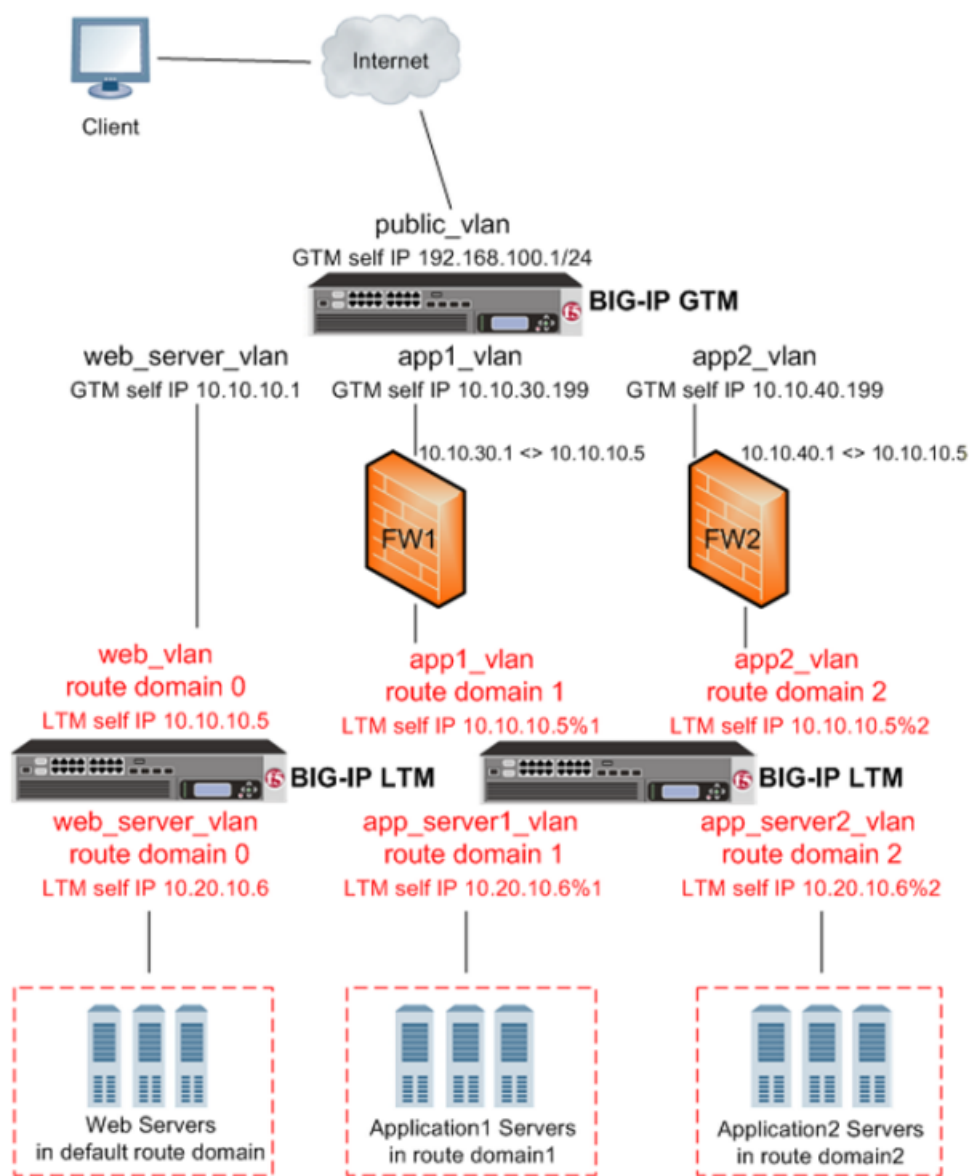 Client
Internet
public_vlan
GTM self IP 192.168.100.1/24
BIG-IP GTM
web_server_vlan
GTM self IP 10.10.10.1
app1_vlan
GTM self IP 10.10.30.199
app2_vlan
GTM self IP 10.10.40.199
10.10.30.1 <> 10.10.10.5
10.10.40.1 <> 10.10.10.5
FW1
FW2
web_vlan
route domain 0
LTM self IP 10.10.10.5
app1_vlan
route domain 1
LTM self IP 10.10.10.5%1
app2_vlan
route domain 2
LTM self IP 10.10.10.5%2
BIG-IP LTM
BIG-IP LTM
web_server_vlan
route domain 0
LTM self IP 10.20.10.6
app_server1_vlan
route domain 1
LTM self IP 10.20.10.6%1
app_server2_vlan
route domain 2
LTM self IP 10.20.10.6%2
Web Servers
in default route domain
Application1 Servers
in route domain1
Application2 Servers
in route domain2